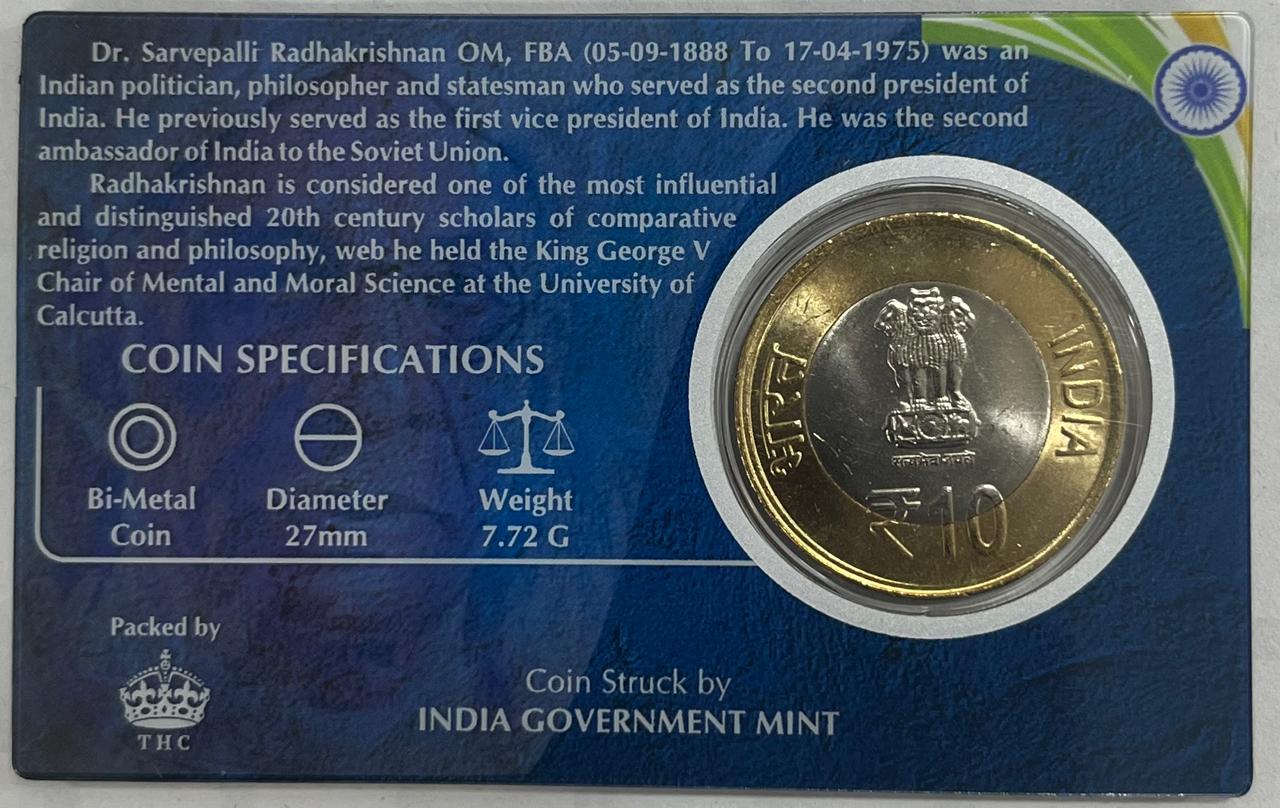 Dr. Sarvepalli Radhakrishnan OM, FBA (05-09-1888 To 17-04-1975) was an
Indian politician, philosopher and statesman who served as the second president of
India. He previously served as the first vice president of India. He was the second
ambassador of India to the Soviet Union.
Radhakrishnan is considered one of the most influential
and distinguished 20th century scholars of comparative
religion and philosophy, web he held the King George V
Chair of Mental and Moral Science at the University of
Calcutta.
COIN SPECIFICATIONS
Bi-Metal
Coin
Diameter
27mm
Weight
7.72 G
भारत
INDIA
सत्यमेव जयते
₹10
Packed by
THC
Coin Struck by
INDIA GOVERNMENT MINT